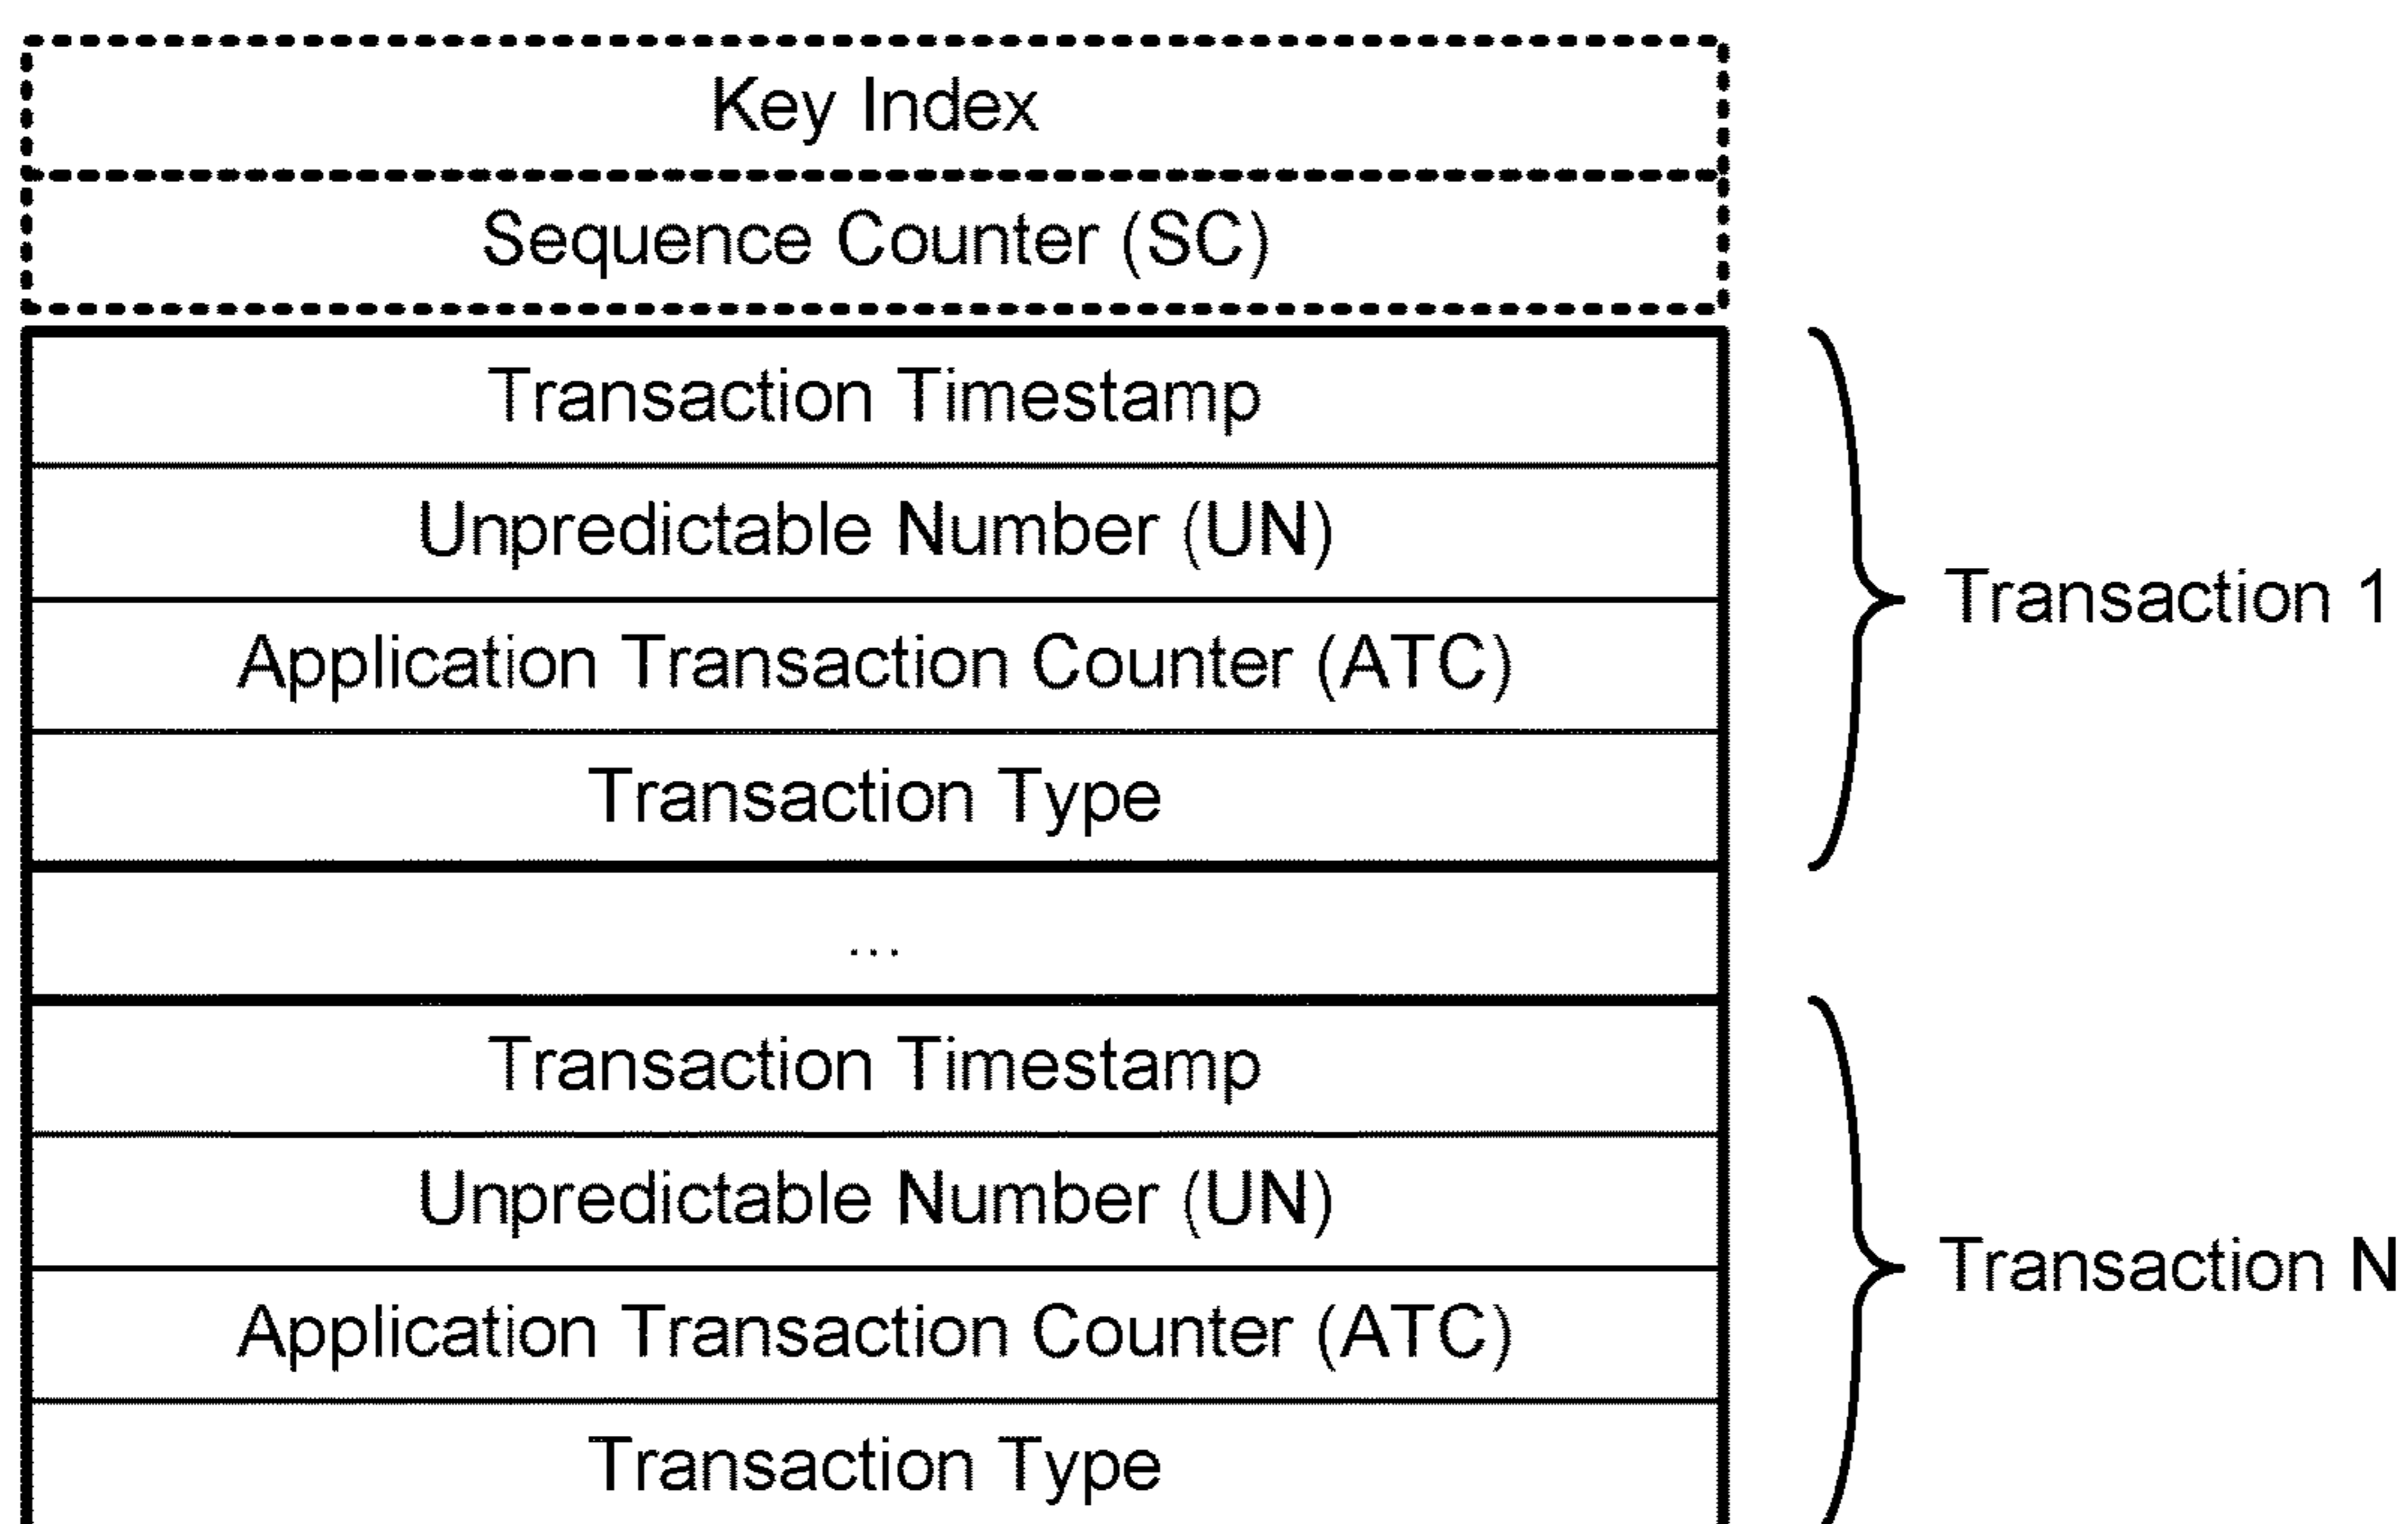 Key Index
Sequence Counter (SC)
Transaction Timestamp
Unpredictable Number (UN)
Application Transaction Counter (ATC)
Transaction Type
Transaction 1
...
Transaction Timestamp
Unpredictable Number (UN)
Application Transaction Counter (ATC)
Transaction Type
Transaction N